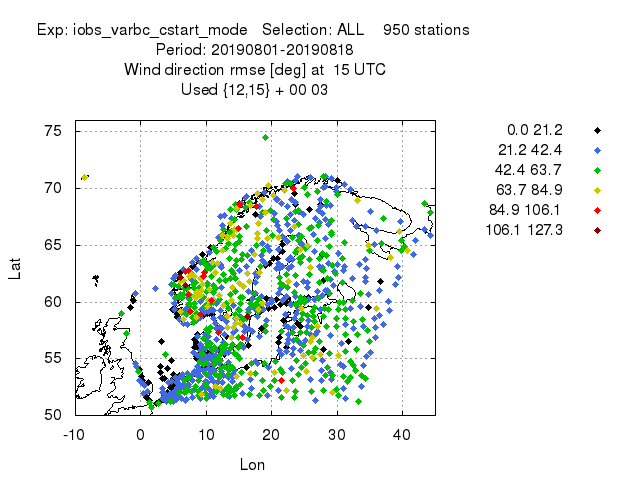 Exp: iobs_varbc_cstart_mode   Selection: ALL    950 stations
Period: 20190801-20190818
Wind direction rmse [deg] at  15 UTC
Used {12,15} + 00 03
0.0 21.2
21.2 42.4
42.4 63.7
63.7 84.9
84.9 106.1
106.1 127.3
75
70
65
60
55
50
Lat
-10 0 10 20 30 40
Lon